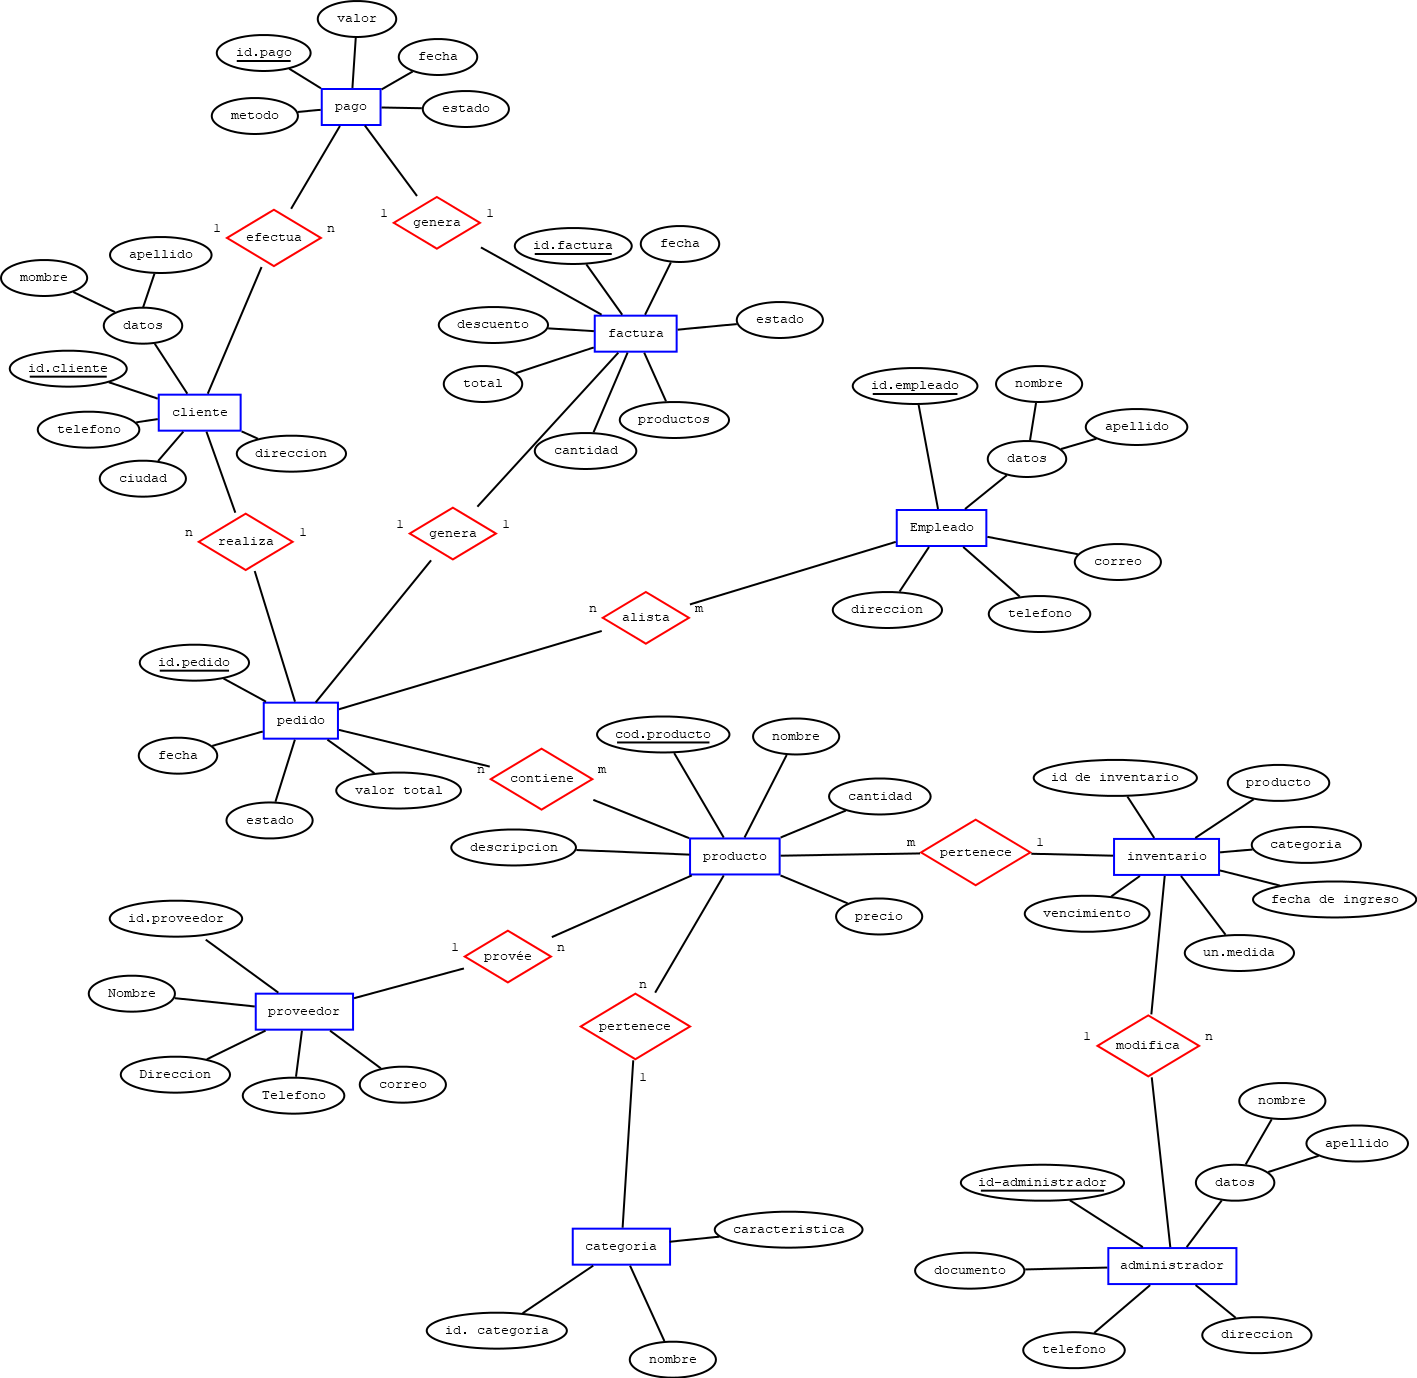 valor
id.pago
fecha
metodo
pago
estado
1
efectua
n
1
genera
1
apellido
mombre
datos
id.cliente
cliente
telefono
direccion
ciudad
id.factura
fecha
descuento
factura
estado
total
productos
cantidad
id.empleado
nombre
apellido
datos
Empleado
correo
direccion
telefono
n
realiza
1
1
genera
1
n
alista
m
id.pedido
pedido
fecha
valor total
estado
n
contiene
m
cod.producto
nombre
cantidad
descripcion
producto
precio
m
pertenece
1
id de inventario
producto
categoria
inventario
fecha de ingreso
vencimiento
un.medida
id.proveedor
1
provée
n
Nombre
proveedor
Direccion
Telefono
correo
n
pertenece
1
1
modifica
n
nombre
apellido
id-administrador
datos
documento
administrador
telefono
direccion
caracteristica
categoria
id. categoria
nombre